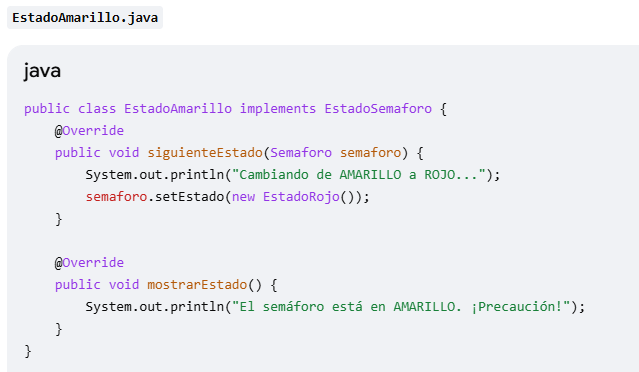 EstadoAmarillo.java
java
public class EstadoAmarillo implements EstadoSemaforo {
    @Override
    public void siguienteEstado(Semaforo semaforo) {
        System.out.println("Cambiando de AMARILLO a ROJO...");
        semaforo.setEstado(new EstadoRojo());
    }

    @Override
    public void mostrarEstado() {
        System.out.println("El semáforo está en AMARILLO. ¡Precaución!");
    }
}